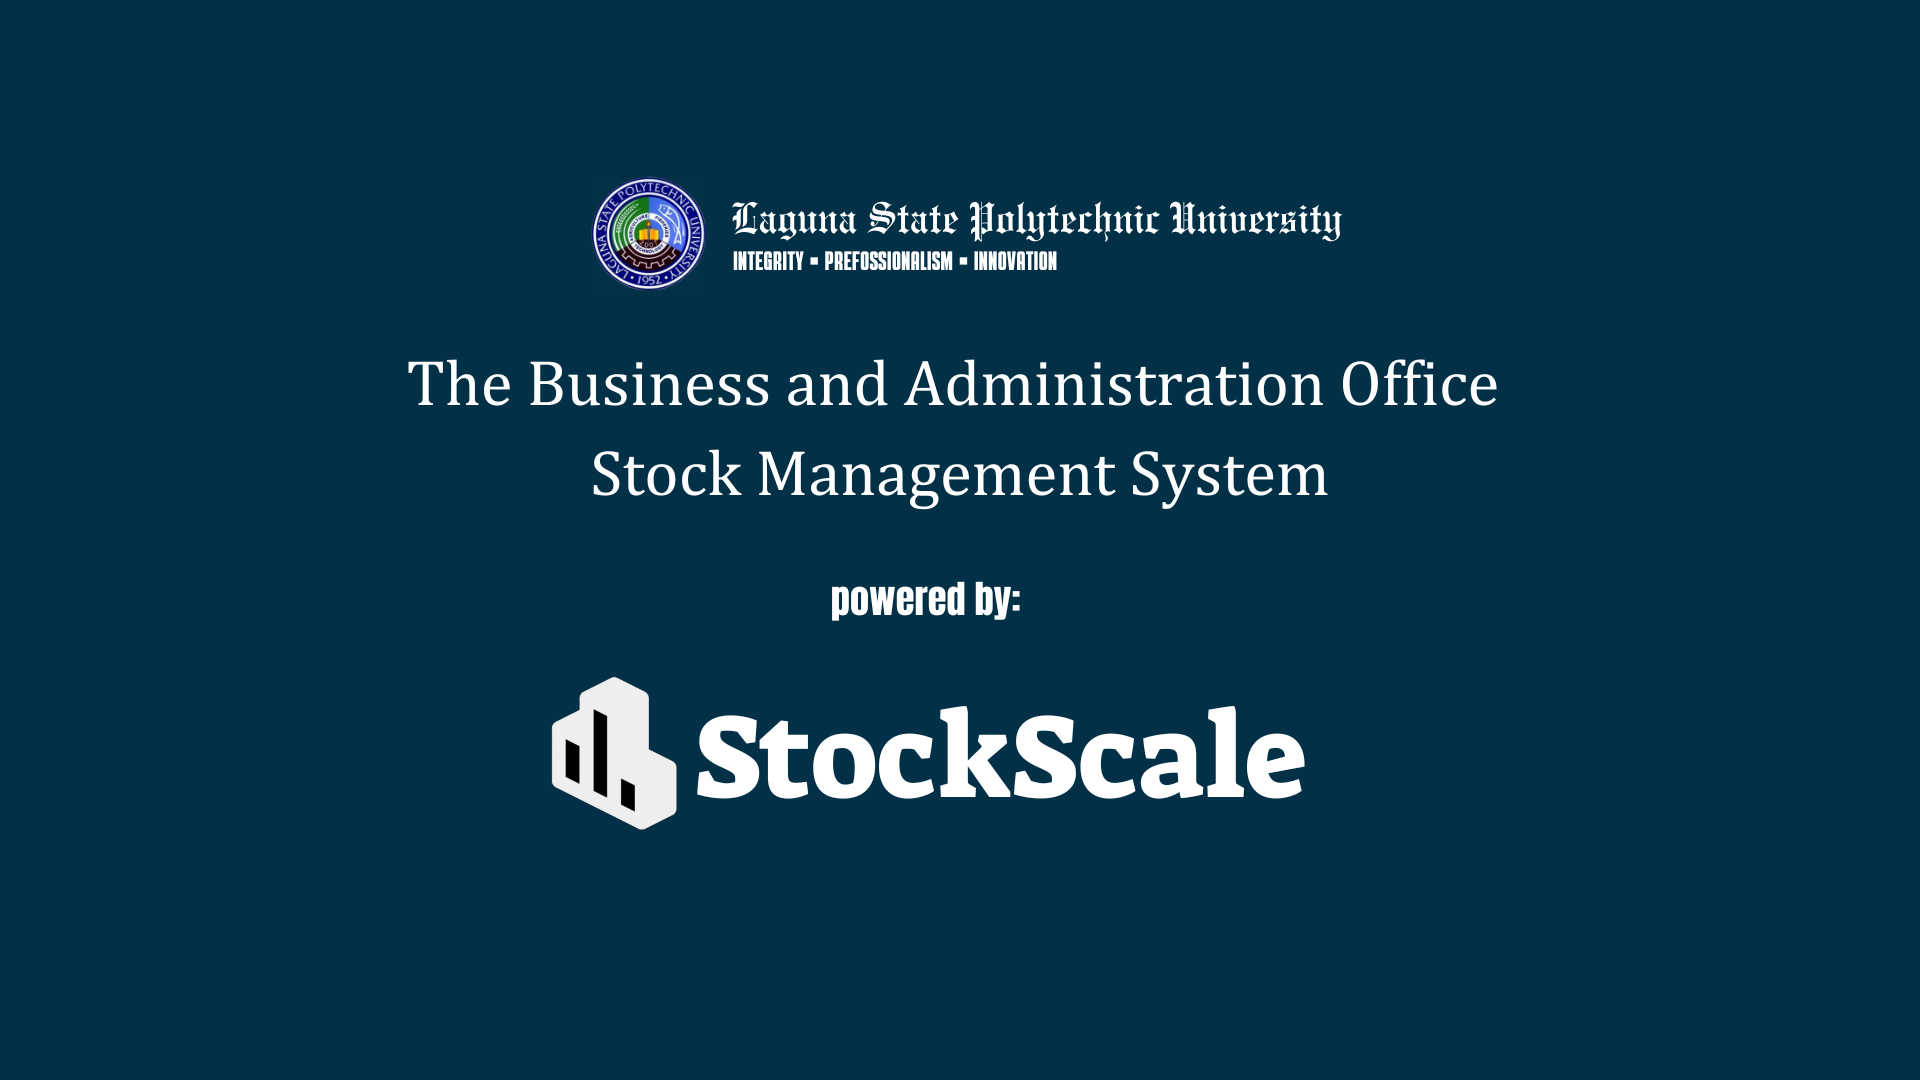 LAGUNA STATE POLYTECHNIC UNIVERSITY
• 1952 •
Laguna State Polytechnic University
INTEGRITY ▪ PREFOSSIONALISM ▪ INNOVATION
The Business and Administration Office
Stock Management System
powered by:
StockScale